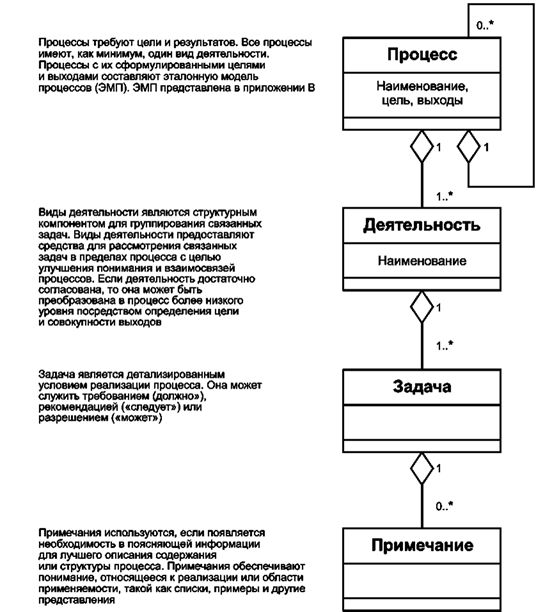 0..*
Процессы требуют цели и результатов. Все процессы
имеют, как минимум, один вид деятельности.
Процессы с их сформулированными целями
и выходами составляют эталонную модель
процессов (ЭМП). ЭМП представлена в приложении В
Процесс
Наименование,
цель, выходы
1
1
1..*
Виды деятельности являются структурным
компонентом для группирования связанных
задач. Виды деятельности предоставляют
средства для рассмотрения связанных
задач в пределах процесса с целью
улучшения понимания и взаимосвязей
процессов. Если деятельность достаточно
согласована, то она может быть
преобразована в процесс более низкого
уровня посредством определения цели
и совокупности выходов
Деятельность
Наименование
1
1..*
Задача является детализированным
условием реализации процесса. Она может
служить требованием (должно»),
рекомендацией («следует») или
разрешением («может»)
Задача
1
0..*
Примечания используются, если появляется
необходимость в поясняющей информации
для лучшего описания содержания
или структуры процесса. Примечания обеспечивают
понимание, относящееся к реализации или области
применяемости, такой как списки, примеры и другие
представления
Примечание